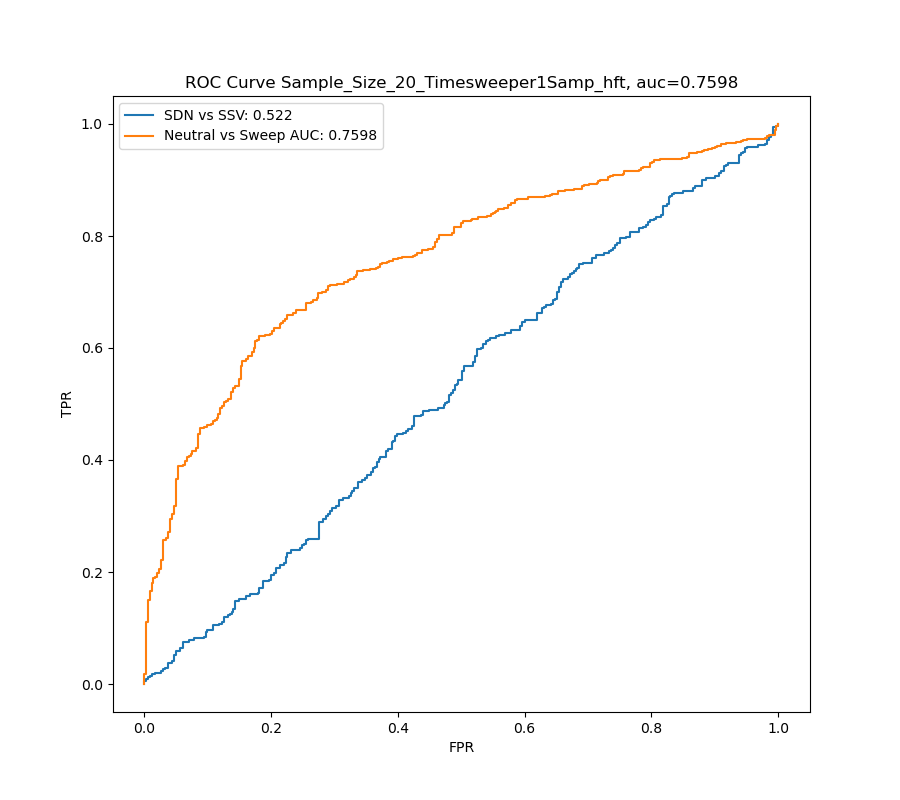 ROC Curve Sample_Size_20_Timesweeper1Samp_hft, auc=0.7598
SDN vs SSV: 0.522
Neutral vs Sweep AUC: 0.7598
1.0
0.8
0.6
0.4
0.2
0.0
TPR
0.0 0.2 0.4 0.6 0.8 1.0
FPR